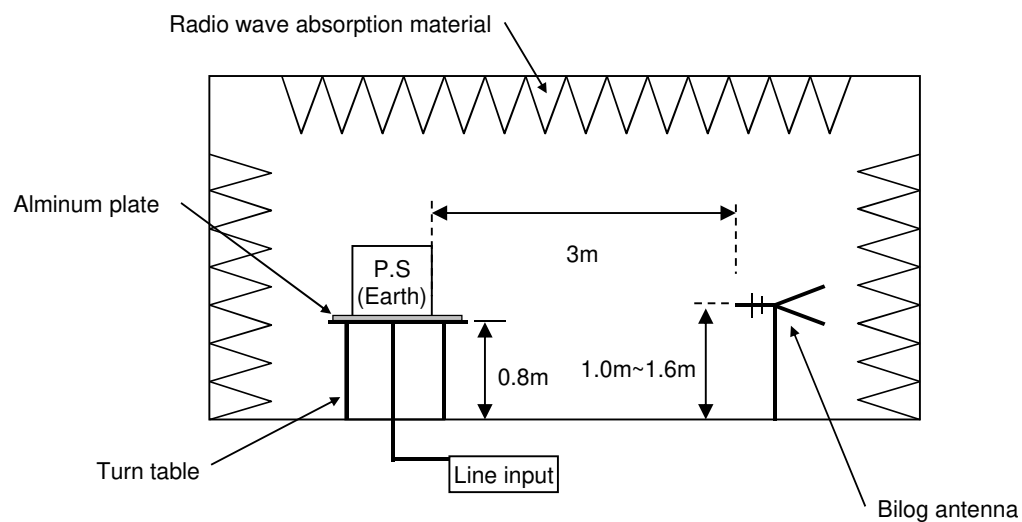 Radio wave absorption material
Alminum plate
P.S
(Earth)
3m
0.8m
1.0m~1.6m
Turn table
Line input
Bilog antenna